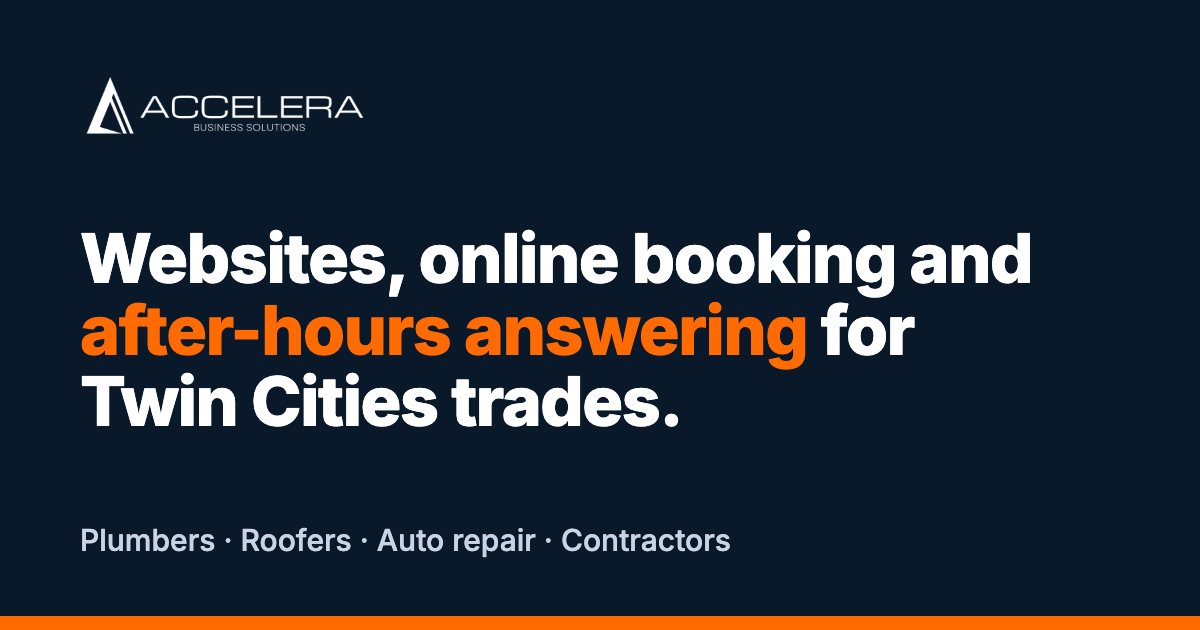 ACCELERA
BUSINESS SOLUTIONS
Websites, online booking and
after-hours answering for
Twin Cities trades.
Plumbers · Roofers · Auto repair · Contractors